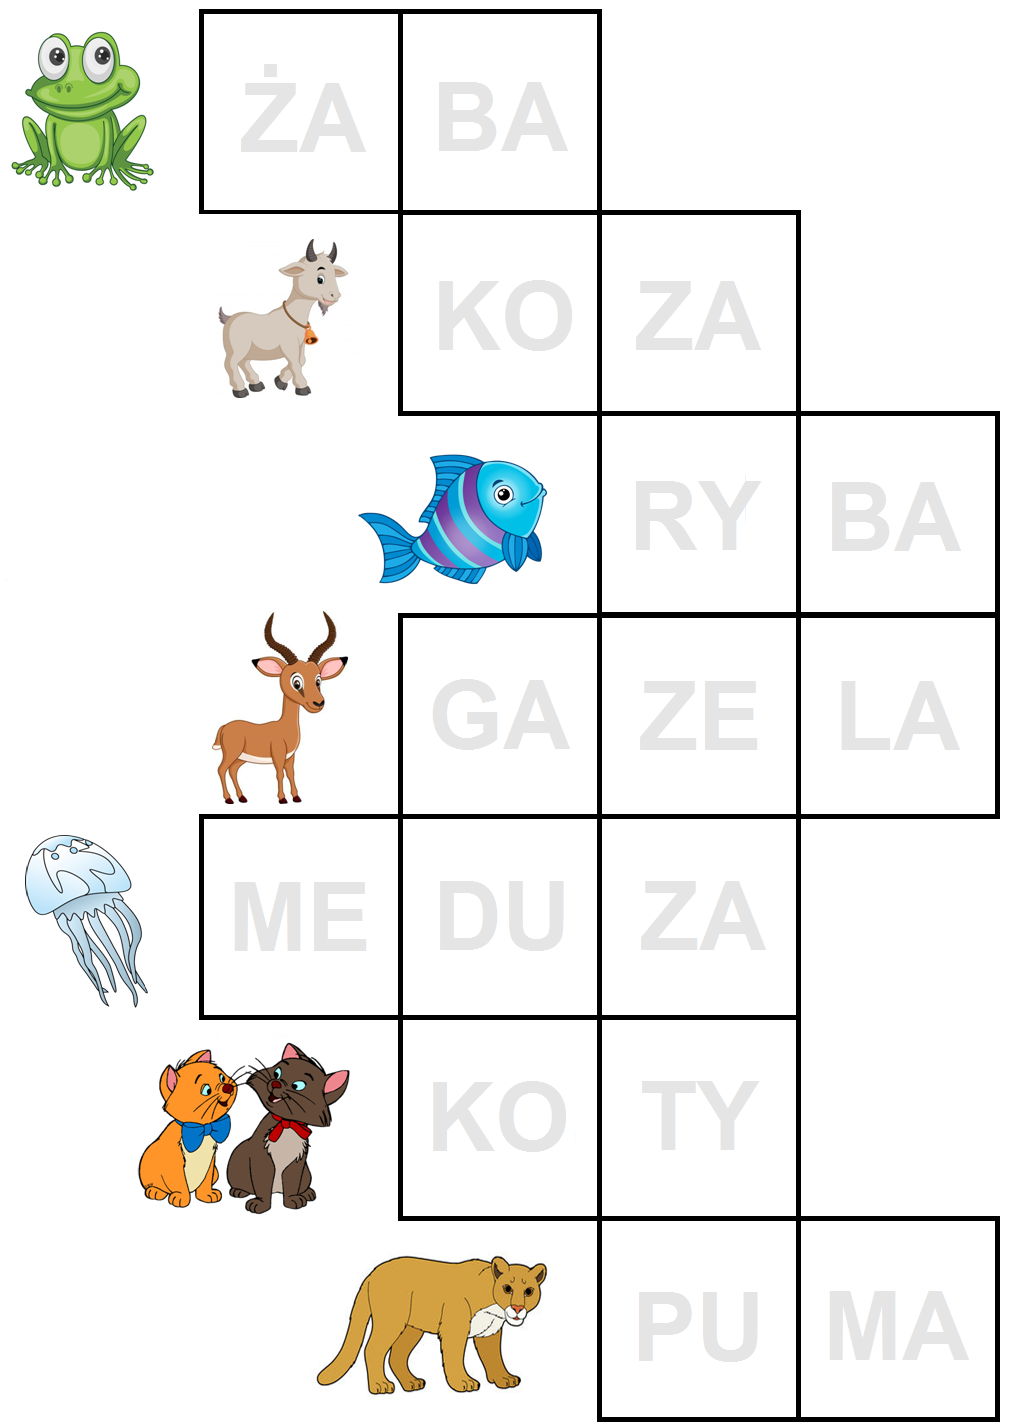 ŻA BA
KO ZA
RY BA
GA ZE LA
ME DU ZA
KO TY
PU MA